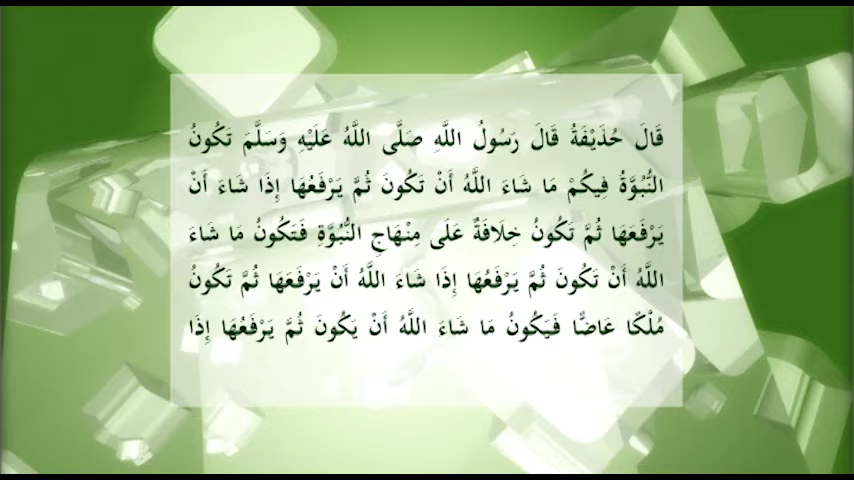 قَالَ حُذَيْفَةُ قَالَ رَسُولُ اللَّهِ صَلَّى اللَّهُ عَلَيْهِ وَسَلَّمَ تَكُونُ
النُّبُوَّةُ فِيكُمْ مَا شَاءَ اللَّهُ أَنْ تَكُونَ ثُمَّ يَرْفَعُهَا إِذَا شَاءَ أَنْ
يَرْفَعَهَا ثُمَّ تَكُونُ خِلَافَةٌ عَلَى مِنْهَاجِ النُّبُوَّةِ فَتَكُونُ مَا شَاءَ
اللَّهُ أَنْ تَكُونَ ثُمَّ يَرْفَعُهَا إِذَا شَاءَ اللَّهُ أَنْ يَرْفَعَهَا ثُمَّ تَكُونُ
مُلْكًا عَاضًّا فَيَكُونُ مَا شَاءَ اللَّهُ أَنْ يَكُونَ ثُمَّ يَرْفَعُهَا إِذَا